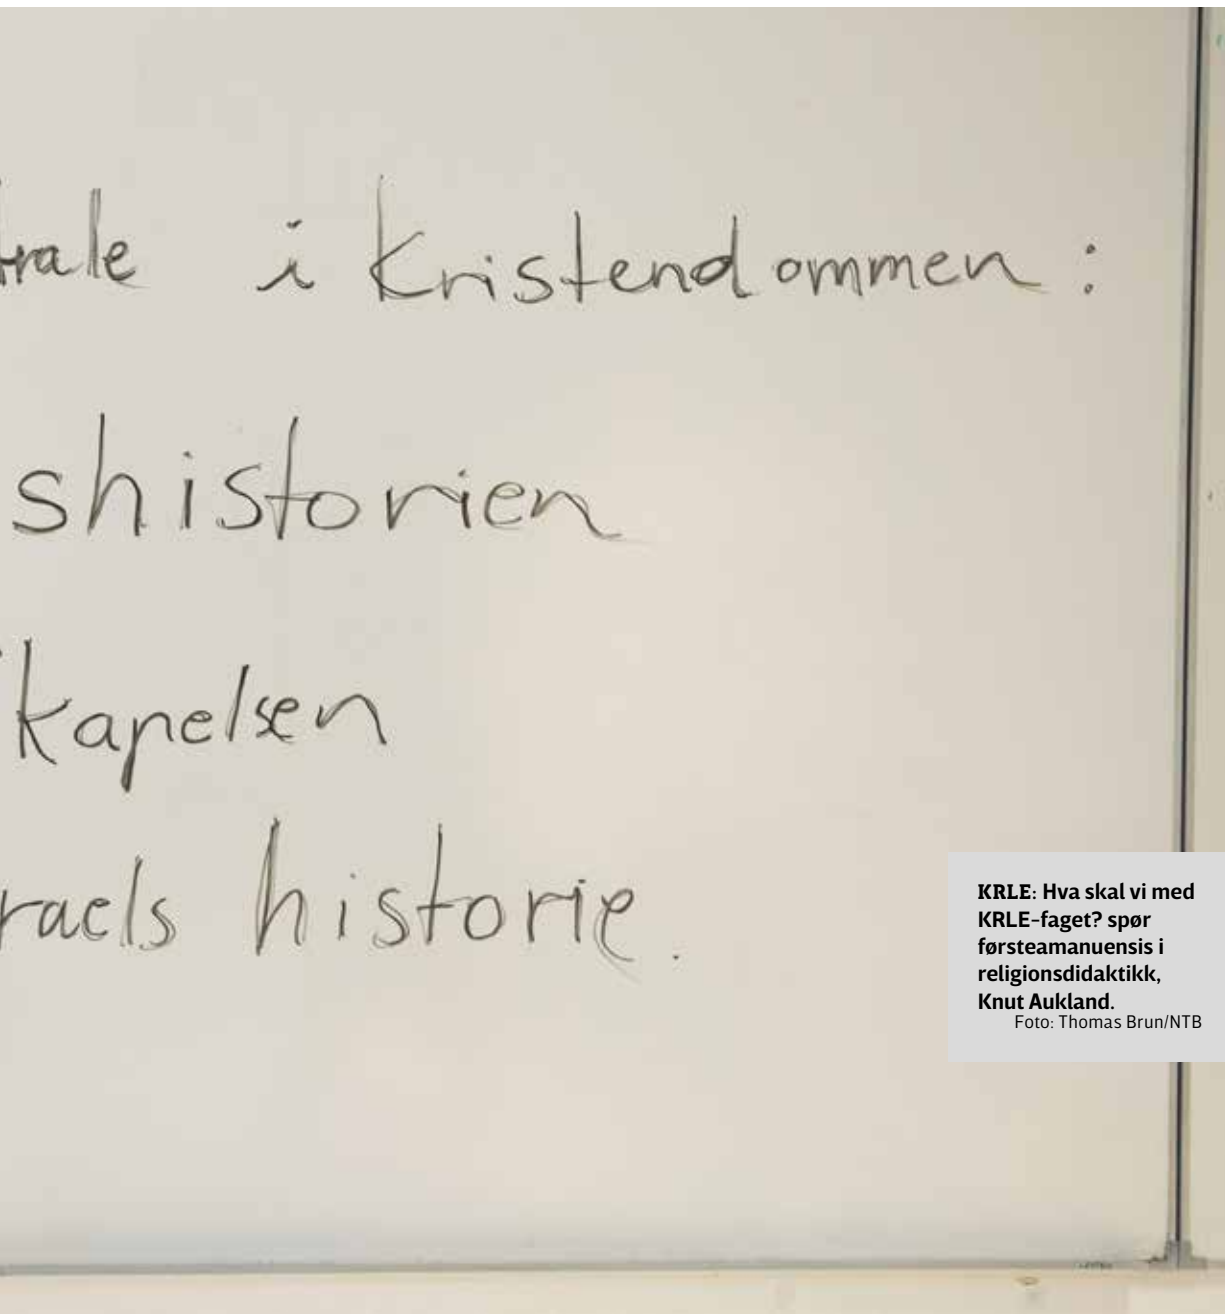 trale i kristendommen:
shistorien
kapelsen
raels historie.
KRLE: Hva skal vi med
KRLE-faget? spør
førsteamanuensis i
religionsdidaktikk,
Knut Aukland.
Foto: Thomas Brun/NTB